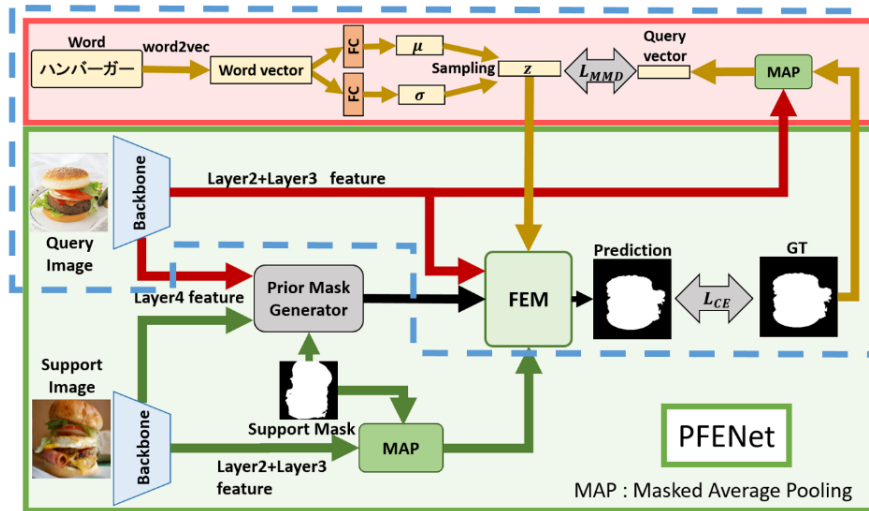 Word
ハンバーガー
word2vec
Word vector
FC
FC
μ
σ
Sampling
z
L_MMD
Query
vector
MAP
Backbone
Layer2+Layer3 feature
Query
Image
Layer4 feature
Prior Mask
Generator
FEM
Prediction
L_CE
GT
Support
Image
Backbone
Support Mask
Layer2+Layer3
feature
MAP
PFENet
MAP : Masked Average Pooling